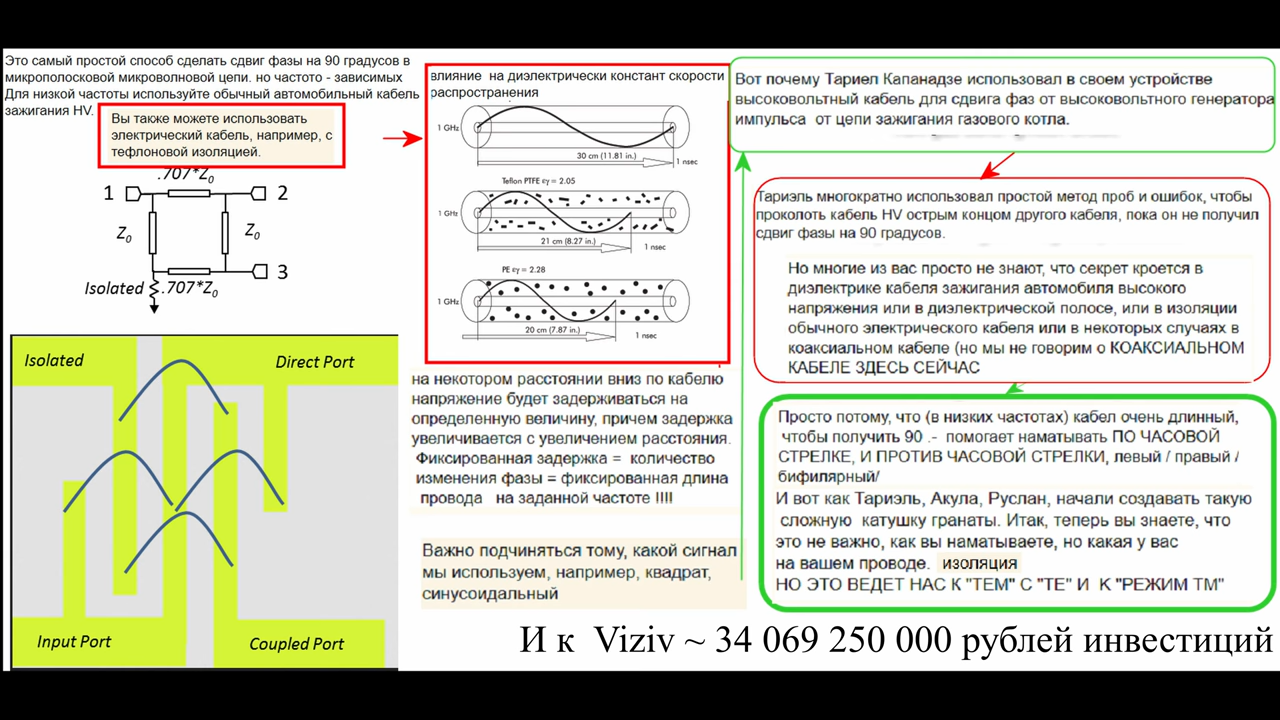 Это самый простой способ сделать сдвиг фазы на 90 градусов в
микрополосковой микроволновой цепи. но частото - зависимых
Для низкой частоты используйте обычный автомобильный кабель
зажигания HV.
Вы также можете использовать
электрический кабель, например, с
тефлоновой изоляцией.
.707*Z0
1
2
Z0
Z0
3
Isolated
.707*Z0
Isolated
Direct Port
Input Port
Coupled Port
влияние на диэлектрически констант скорости
распространения
1 GHz
30 cm (11.81 in.)
1 nsec
Teflon PTFE εγ = 2.05
1 GHz
21 cm (8.27 in.)
1 nsec
PE εγ = 2.28
1 GHz
20 cm (7.87 in.)
1 nsec
на некотором расстоянии вниз по кабелю
напряжение будет задерживаться на
определенную величину, причем задержка
увеличивается с увеличением расстояния.
Фиксированная задержка = количество
изменения фазы = фиксированная длина
провода на заданной частоте !!!!
Важно подчиняться тому, какой сигнал
мы используем, например, квадрат,
синусоидальный
Вот почему Тариел Капанадзе использовал в своем устройстве
высоковольтный кабель для сдвига фаз от высоковольтного генератора
импульса от цепи зажигания газового котла.
Тариэль многократно использовал простой метод проб и ошибок, чтобы
проколоть кабель HV острым концом другого кабеля, пока он не получил
сдвиг фазы на 90 градусов.
Но многие из вас просто не знают, что секрет кроется в
диэлектрике кабеля зажигания автомобиля высокого
напряжения или в диэлектрической полосе, или в изоляции
обычного электрического кабеля или в некоторых случаях в
коаксиальном кабеле (но мы не говорим о КОАКСИАЛЬНОМ
КАБЕЛЕ ЗДЕСЬ СЕЙЧАС
Просто потому, что (в низких частотах) кабел очень длинный,
чтобы получить 90 .- помогает наматывать ПО ЧАСОВОЙ
СТРЕЛКЕ, И ПРОТИВ ЧАСОВОЙ СТРЕЛКИ, левый / правый /
бифилярный/
И вот как Тариэль, Акула, Руслан, начали создавать такую
сложную катушку гранаты. Итак, теперь вы знаете, что
это не важно, как вы наматываете, но какая у вас
на вашем проводе. изоляция
НО ЭТО ВЕДЕТ НАС К "ТЕМ" С "ТЕ" И К "РЕЖИМ ТМ"
И к Viziv ~ 34 069 250 000 рублей инвестиций